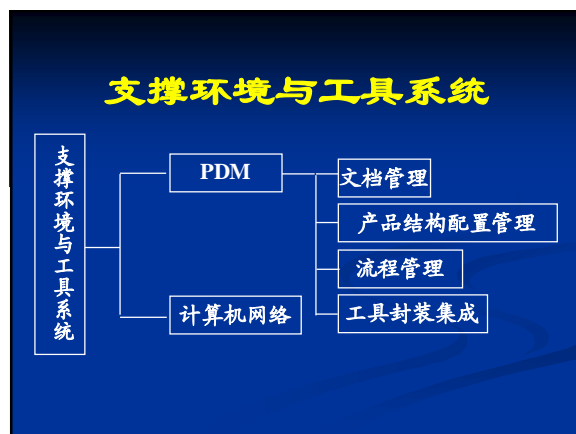 支撑环境与工具系统
支撑环境与工具系统
PDM
文档管理
产品结构配置管理
流程管理
计算机网络
工具封装集成